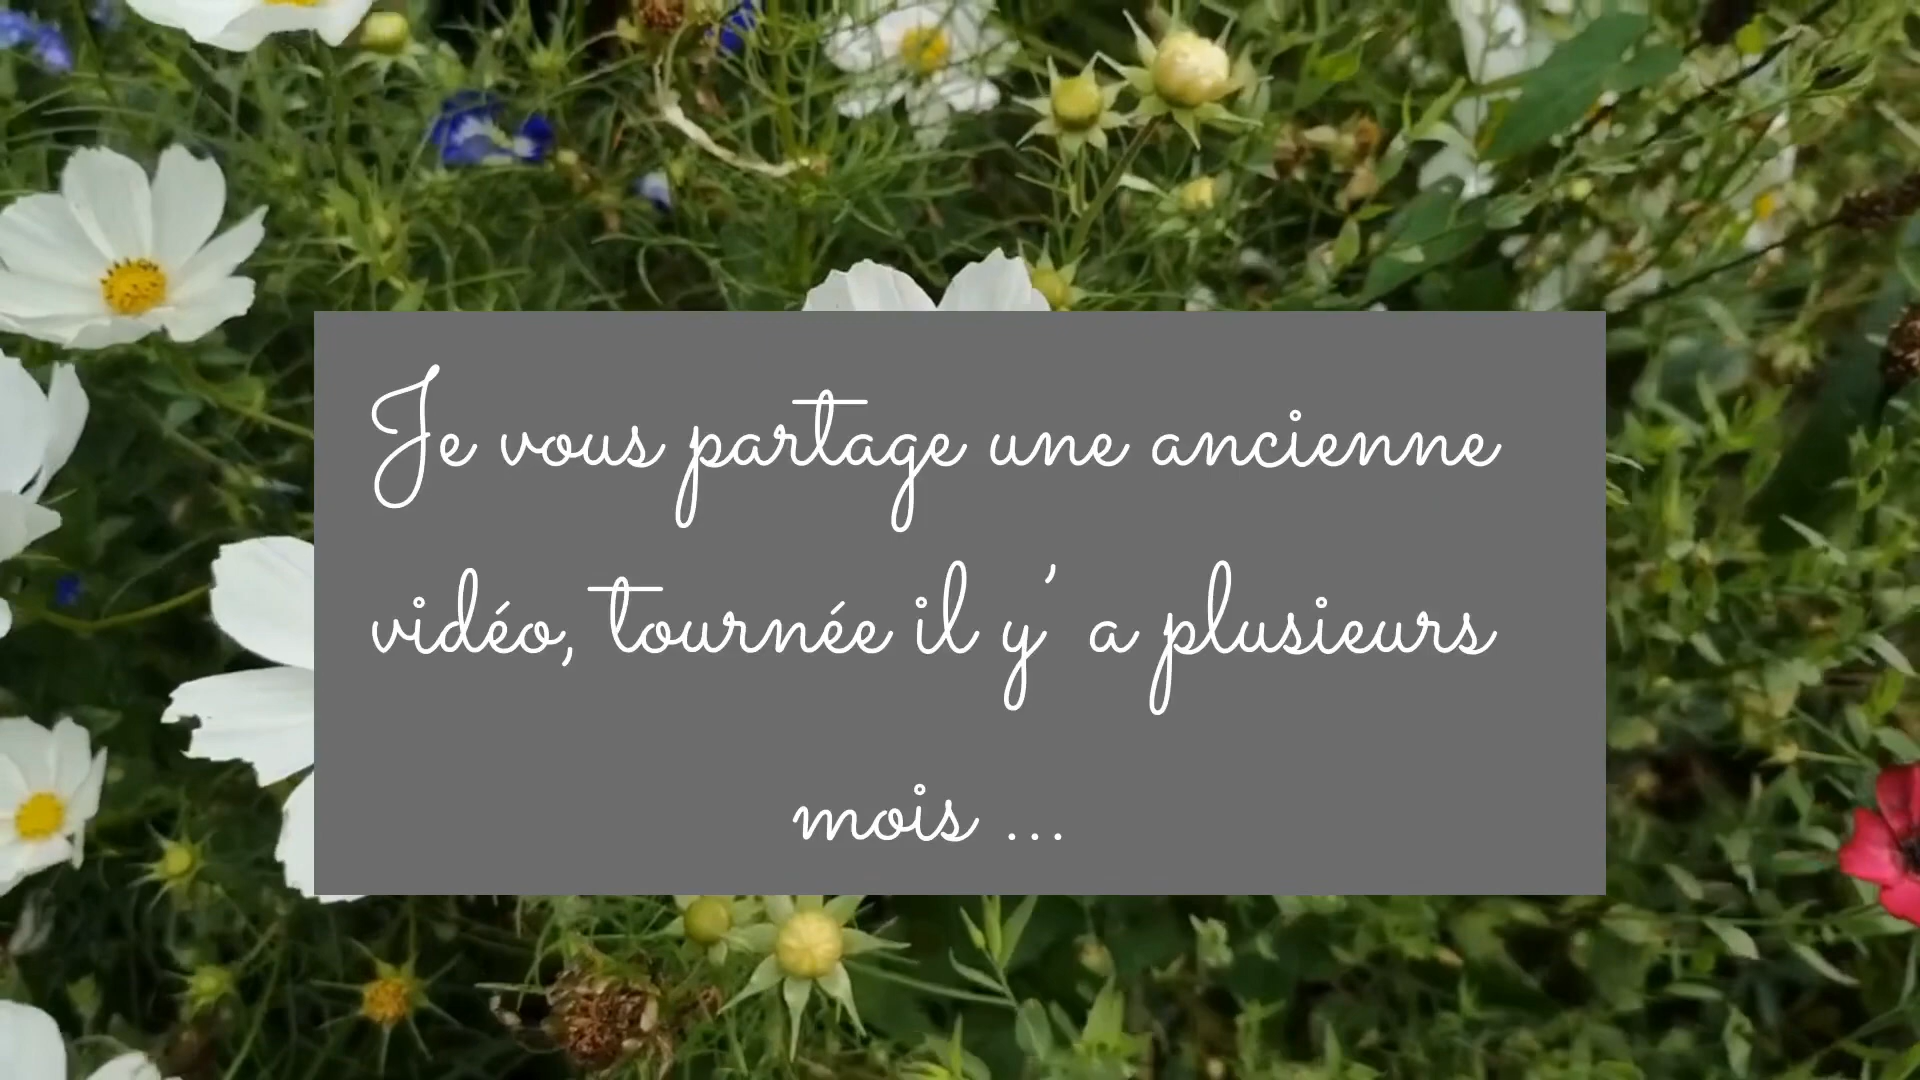 Je vous partage une ancienne
vidéo, tournée il y' a plusieurs
mois ...